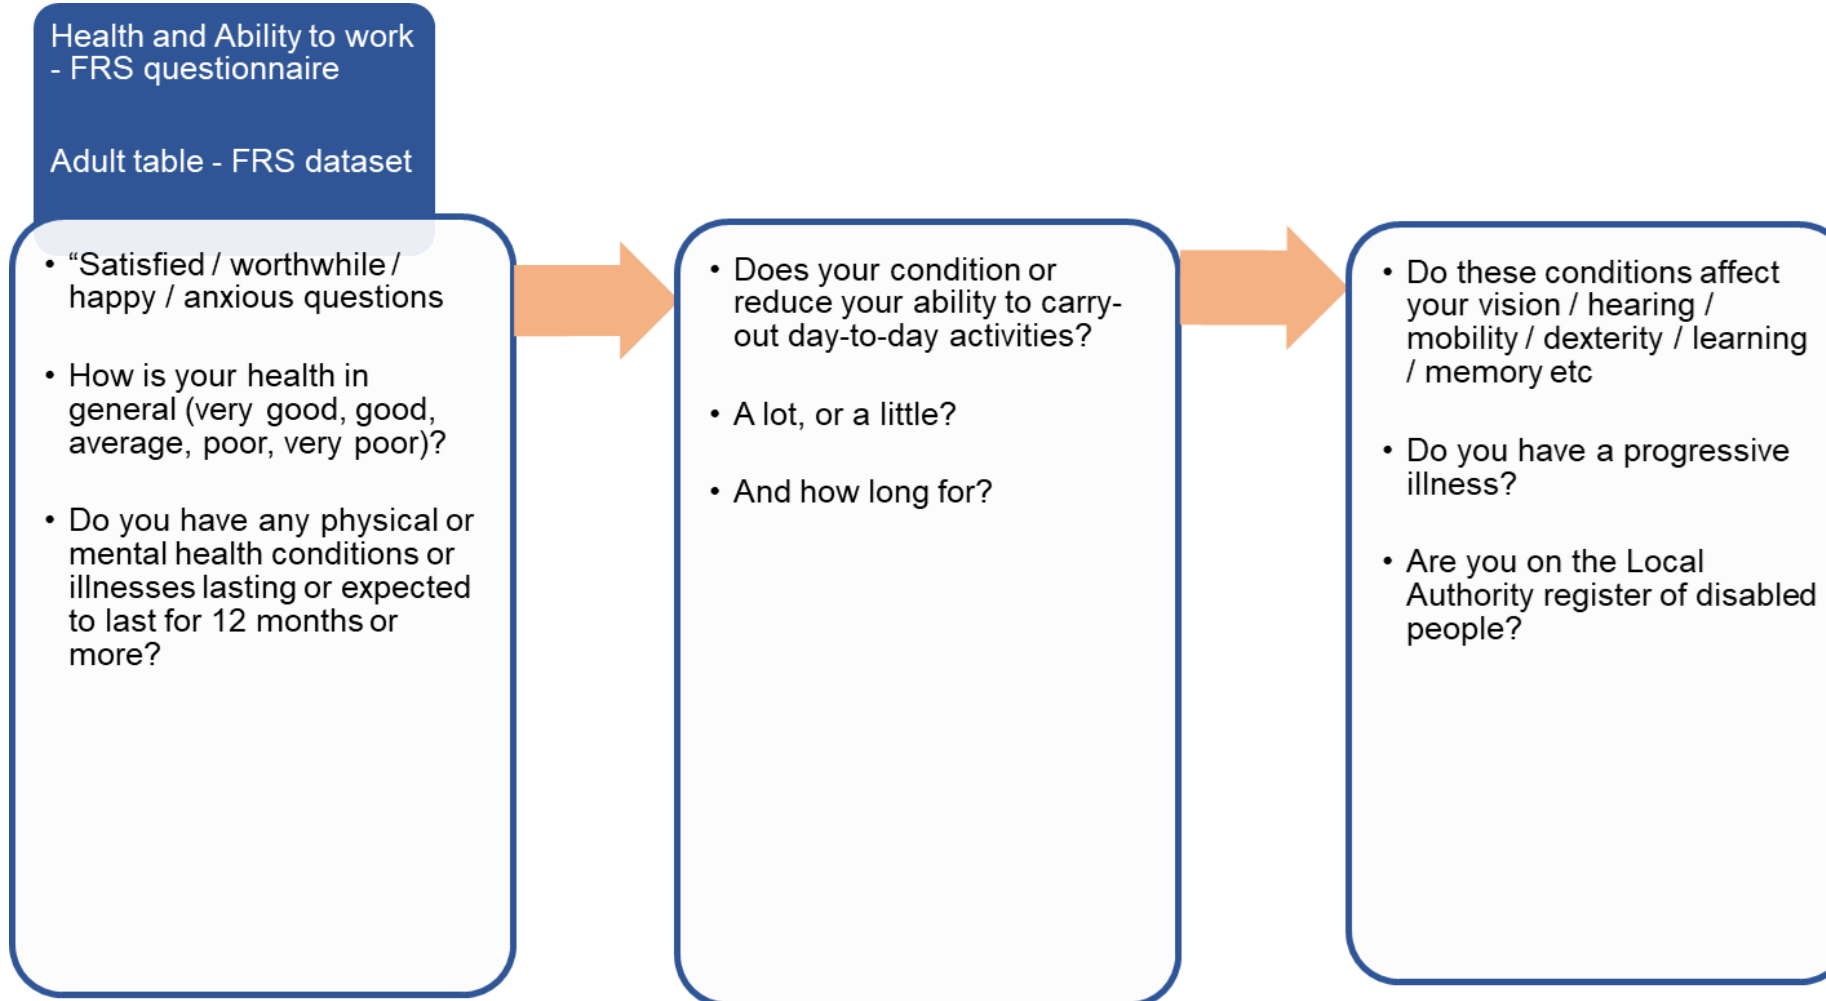 Health and Ability to work
- FRS questionnaire
Adult table - FRS dataset
• “Satisfied / worthwhile /
happy / anxious questions
• How is your health in
general (very good, good,
average, poor, very poor)?
• Do you have any physical or
mental health conditions or
illnesses lasting or expected
to last for 12 months or
more?
• Does your condition or
reduce your ability to carry-
out day-to-day activities?
• A lot, or a little?
• And how long for?
• Do these conditions affect
your vision / hearing /
mobility / dexterity / learning
/ memory etc
• Do you have a progressive
illness?
• Are you on the Local
Authority register of disabled
people?